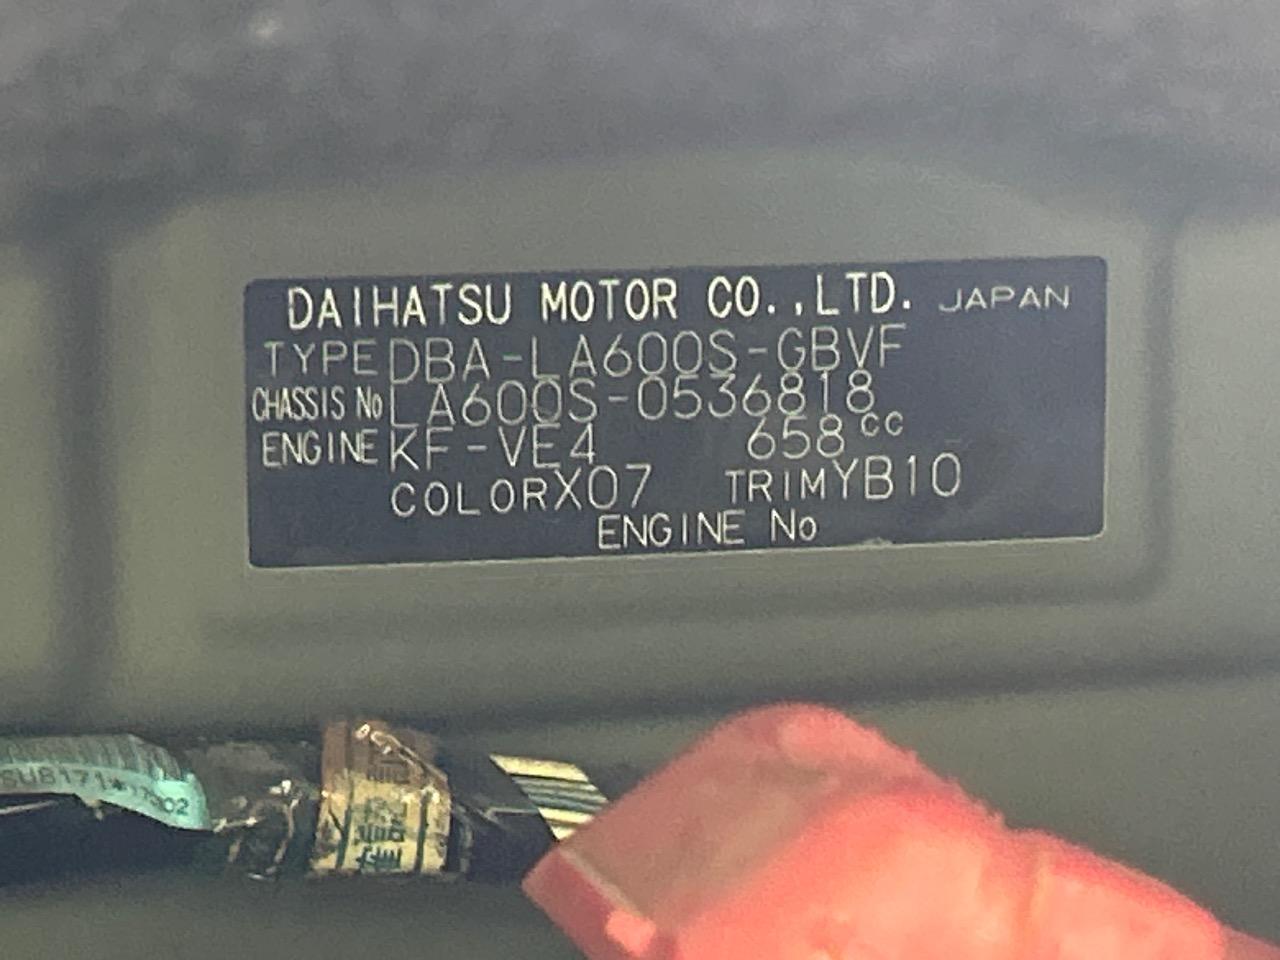 DAIHATSU MOTOR CO.,LTD. JAPAN
TYPE DBA-LA600S-GBVF
CHASSIS No LA600S-0536818
ENGINE KF-VE4 658cc
COLOR X07 TRIM YB10
ENGINE No